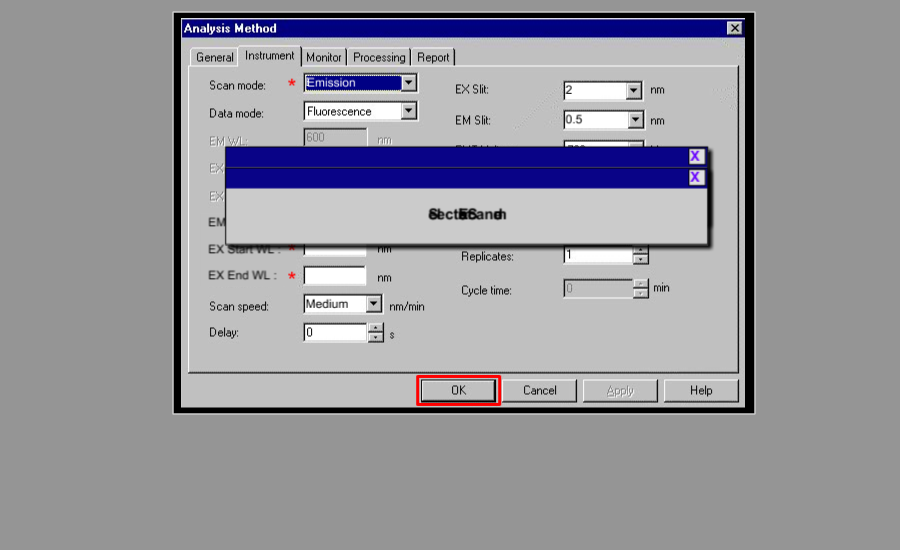 Analysis Method
General Instrument Monitor Processing Report
Scan mode: * Emission
EX Slit: 2 nm
Data mode: Fluorescence
EM Slit: 0.5 nm
EM WL: 600 nm
EX
EX
EM
EX Start WL : * nm
Replicates: 1
EX End WL : * nm
Cycle time: 0 min
Scan speed: Medium nm/min
Delay: 0 s
OK Cancel Apply Help